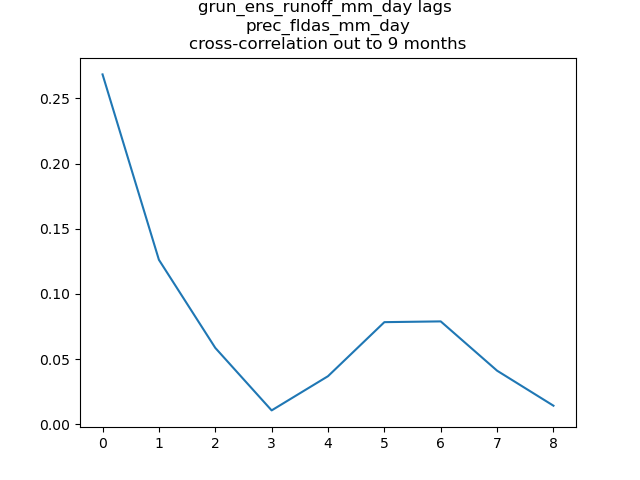 grun_ens_runoff_mm_day lags
prec_fldas_mm_day
cross-correlation out to 9 months
0.25
0.20
0.15
0.10
0.05
0.00
0 1 2 3 4 5 6 7 8